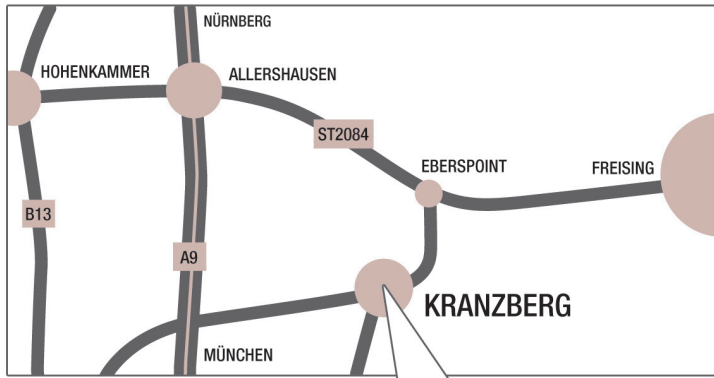 NÜRNBERG
HOHENKAMMER
ALLERSHAUSEN
ST2084
EBERSPOINT
FREISING
B13
A9
KRANZBERG
MÜNCHEN